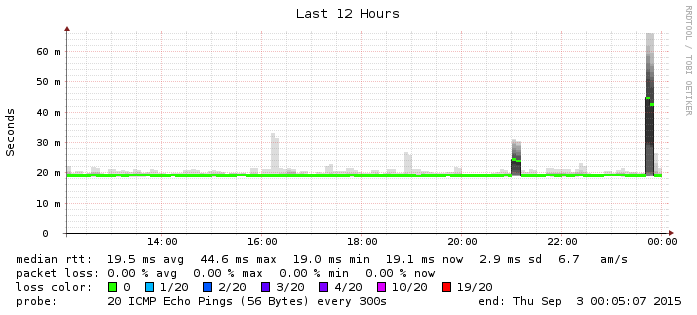 Last 12 Hours
RRDTOOL / TOBI OETIKER
Seconds
60 m
50 m
40 m
30 m
20 m
10 m
0
14:00 16:00 18:00 20:00 22:00 00:00
median rtt: 19.5 ms avg 44.6 ms max 19.0 ms min 19.1 ms now 2.9 ms sd 6.7 am/s
packet loss: 0.00 % avg 0.00 % max 0.00 % min 0.00 % now
loss color: 0 1/20 2/20 3/20 4/20 10/20 19/20
probe: 20 ICMP Echo Pings (56 Bytes) every 300s end: Thu Sep 3 00:05:07 2015